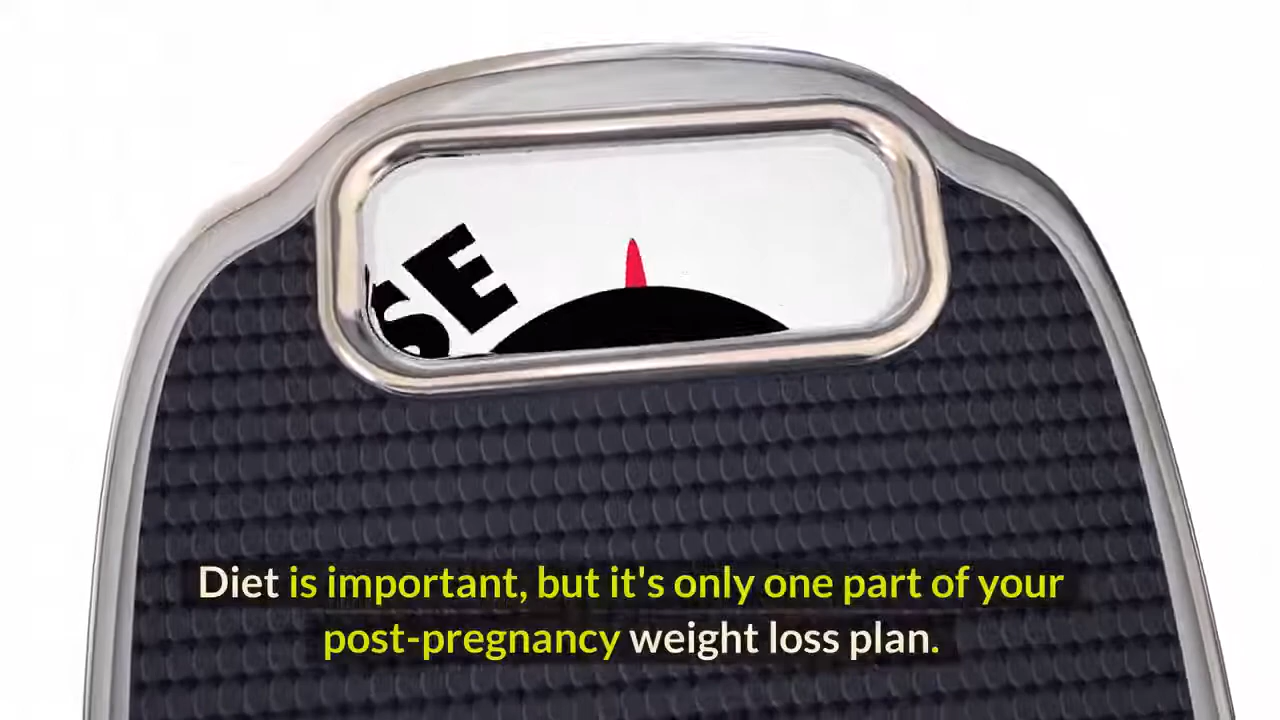 SE
Diet is important, but it's only one part of your
post-pregnancy weight loss plan.